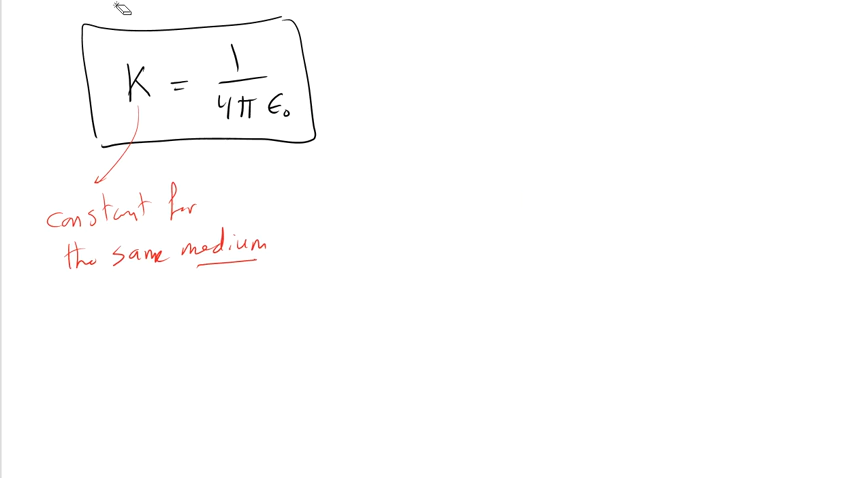 K = 1 / 4π ϵ₀
constant for
the same medium